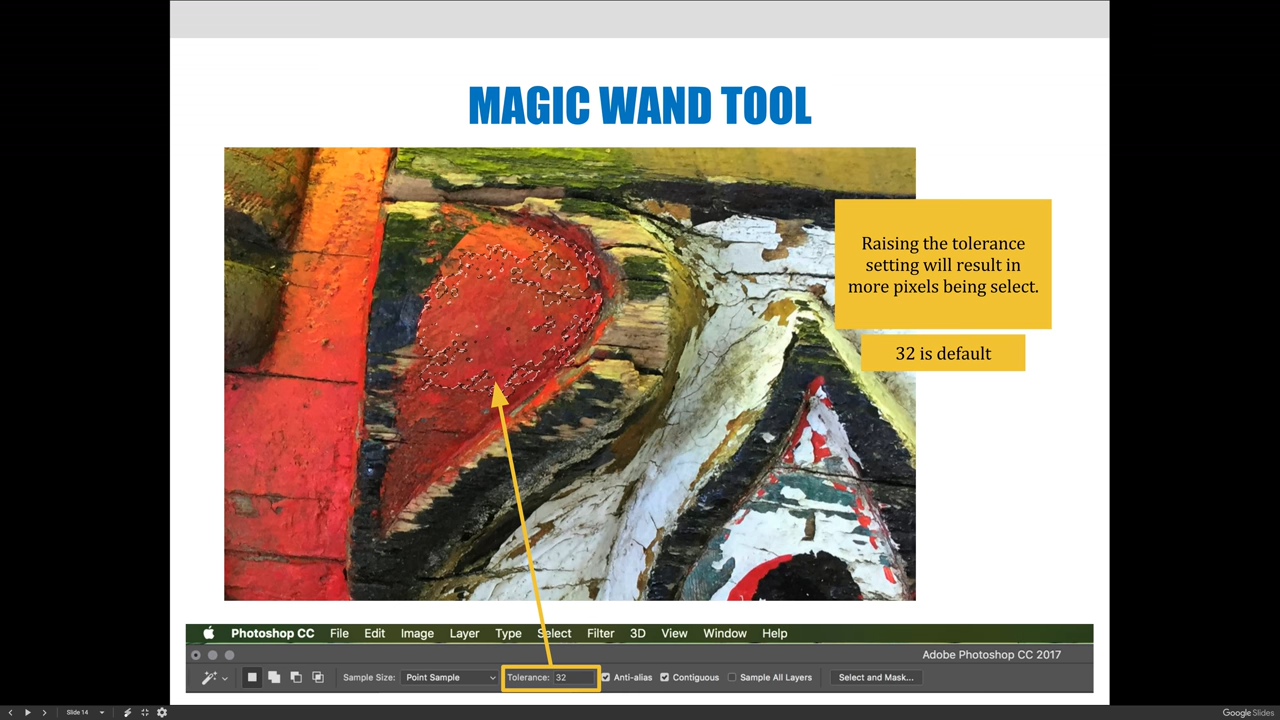 MAGIC WAND TOOL
Raising the tolerance
setting will result in
more pixels being select.
32 is default
Photoshop CC File Edit Image Layer Type Select Filter 3D View Window Help
Adobe Photoshop CC 2017
Sample Size: Point Sample Tolerance: 32 Anti-alias Contiguous Sample All Layers Select and Mask...
Slide 14 Google Slides